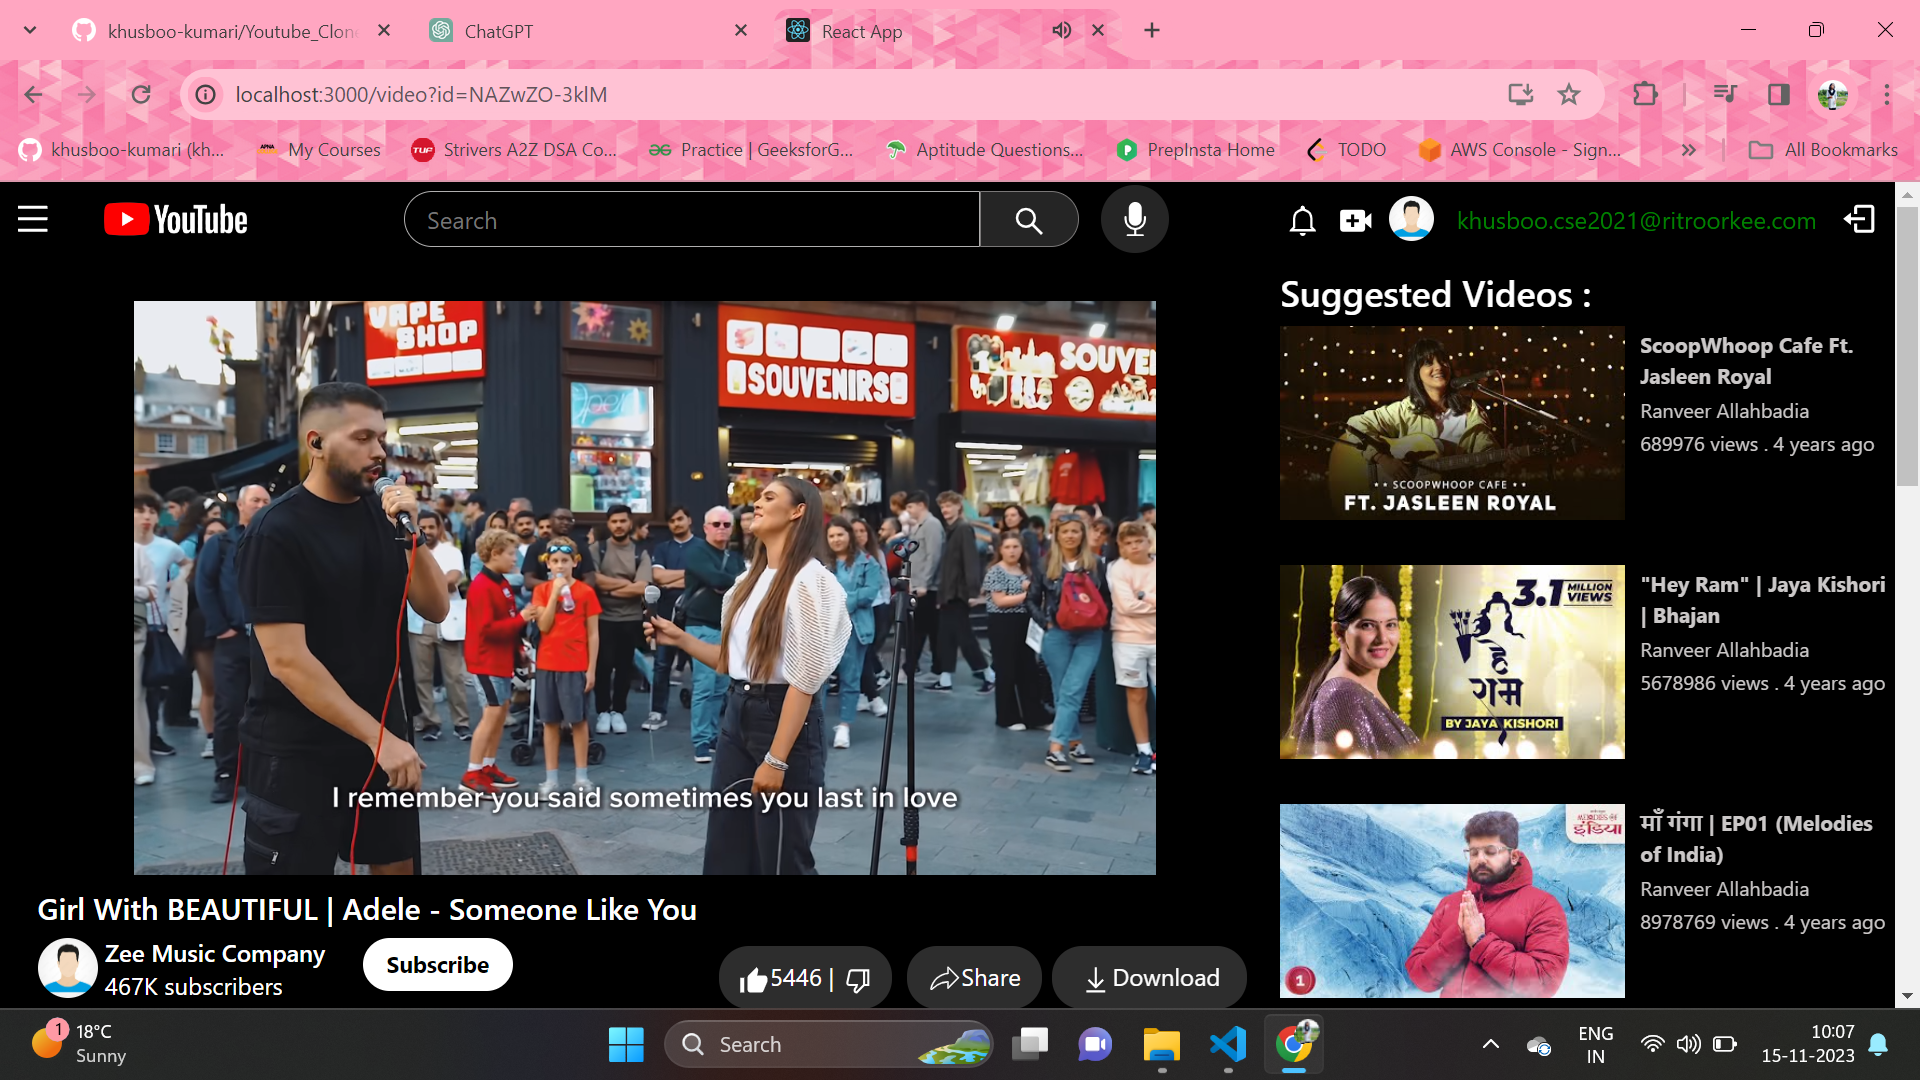 khusboo-kumari/Youtube_Clone
ChatGPT
React App
localhost:3000/video?id=NAZwZO-3klM
khusboo-kumari (kh...
My Courses
Strivers A2Z DSA Co...
Practice | GeeksforG...
Aptitude Questions...
PrepInsta Home
TODO
AWS Console - Sign...
All Bookmarks
YouTube
Search
khusboo.cse2021@ritroorkee.com
VAPE
SHOP
SOUVENIRS
SOUVE
Open
I remember you said sometimes you last in love
Girl With BEAUTIFUL | Adele - Someone Like You
Zee Music Company
467K subscribers
Subscribe
5446 |
Share
Download
Suggested Videos :
SCOOPWHOOP CAFE
FT. JASLEEN ROYAL
ScoopWhoop Cafe Ft.
Jasleen Royal
Ranveer Allahbadia
689976 views . 4 years ago
3.1 MILLION VIEWS
हे
राम
BY JAYA KISHORI
"Hey Ram" | Jaya Kishori
| Bhajan
Ranveer Allahbadia
5678986 views . 4 years ago
इंडिया
1
माँ गंगा | EP01 (Melodies
of India)
Ranveer Allahbadia
8978769 views . 4 years ago
1
18°C
Sunny
Search
ENG
IN
10:07
15-11-2023